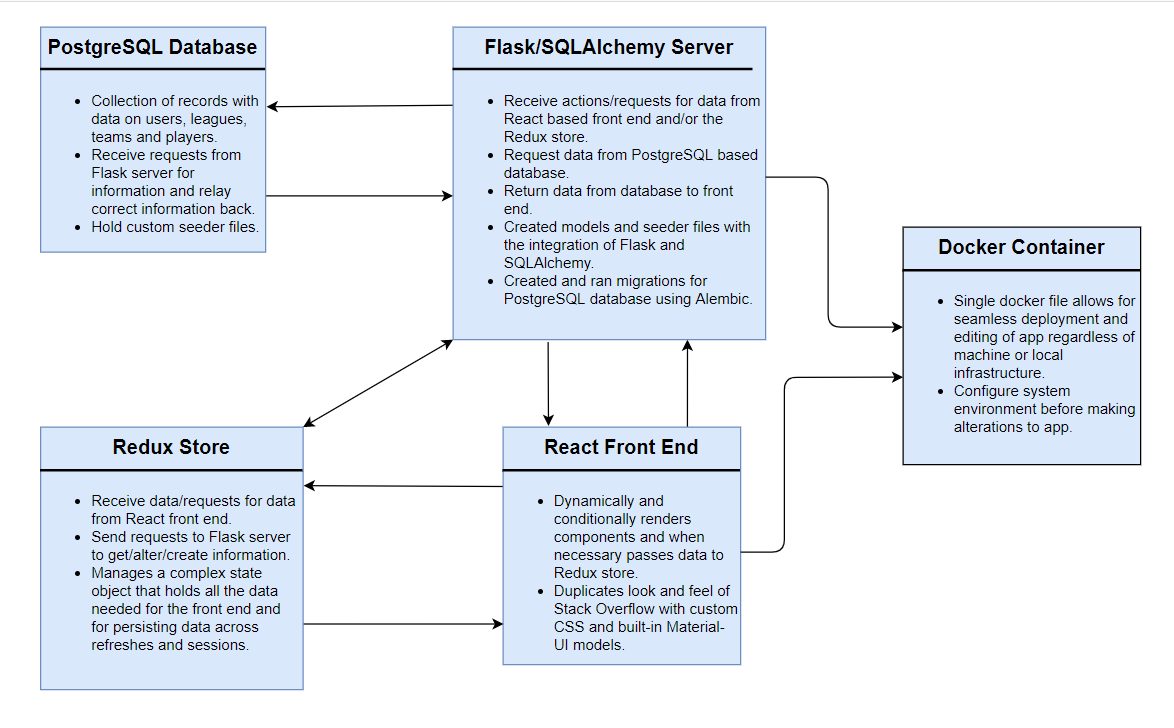 PostgreSQL Database
• Collection of records with
data on users, leagues,
teams and players.
• Receive requests from
Flask server for
information and relay
correct information back.
• Hold custom seeder files.
Flask/SQLAlchemy Server
• Receive actions/requests for data from
React based front end and/or the
Redux store.
• Request data from PostgreSQL based
database.
• Return data from database to front
end.
• Created models and seeder files with
the integration of Flask and
SQLAlchemy.
• Created and ran migrations for
PostgreSQL database using Alembic.
Docker Container
• Single docker file allows for
seamless deployment and
editing of app regardless of
machine or local
infrastructure.
• Configure system
environment before making
alterations to app.
Redux Store
• Receive data/requests for data
from React front end.
• Send requests to Flask server
to get/alter/create information.
• Manages a complex state
object that holds all the data
needed for the front end and
for persisting data across
refreshes and sessions.
React Front End
• Dynamically and
conditionally renders
components and when
necessary passes data to
Redux store.
• Duplicates look and feel of
Stack Overflow with custom
CSS and built-in Material-
UI models.